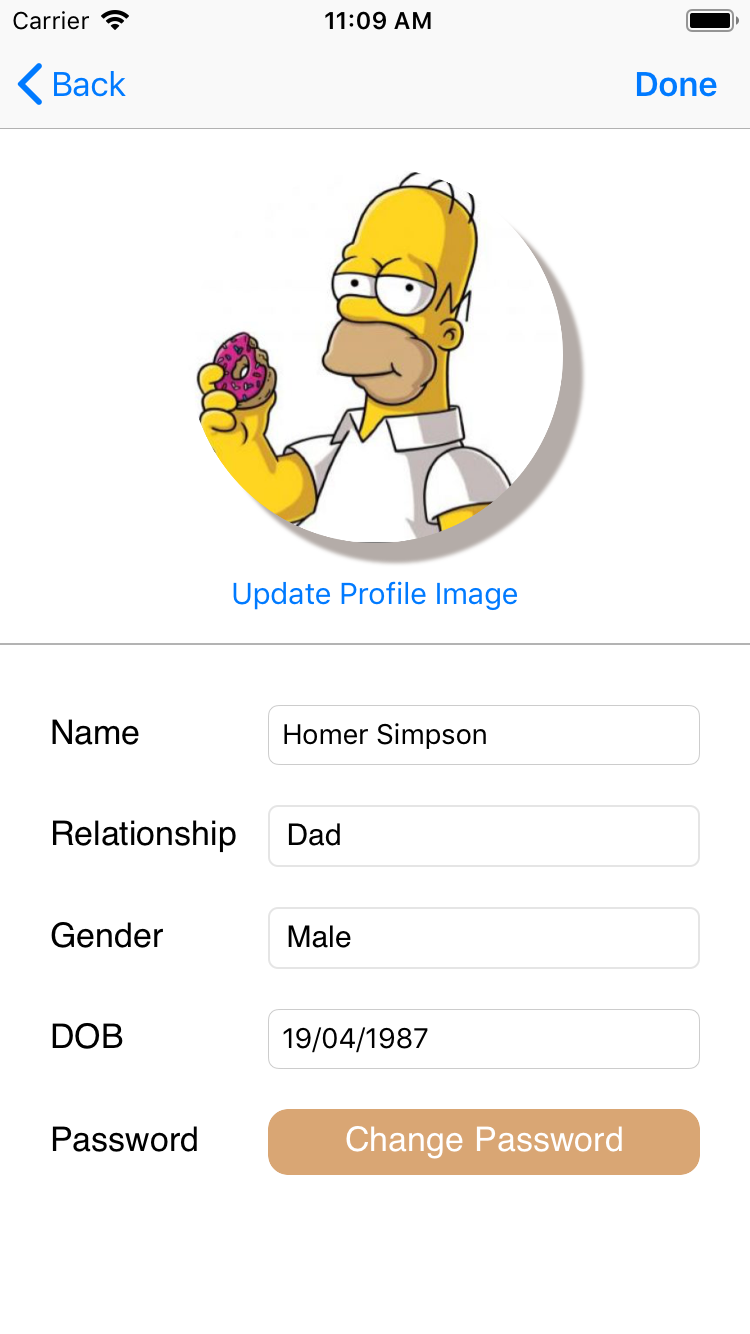 Carrier 11:09 AM
Back Done
Update Profile Image
Name Homer Simpson
Relationship Dad
Gender Male
DOB 19/04/1987
Password Change Password